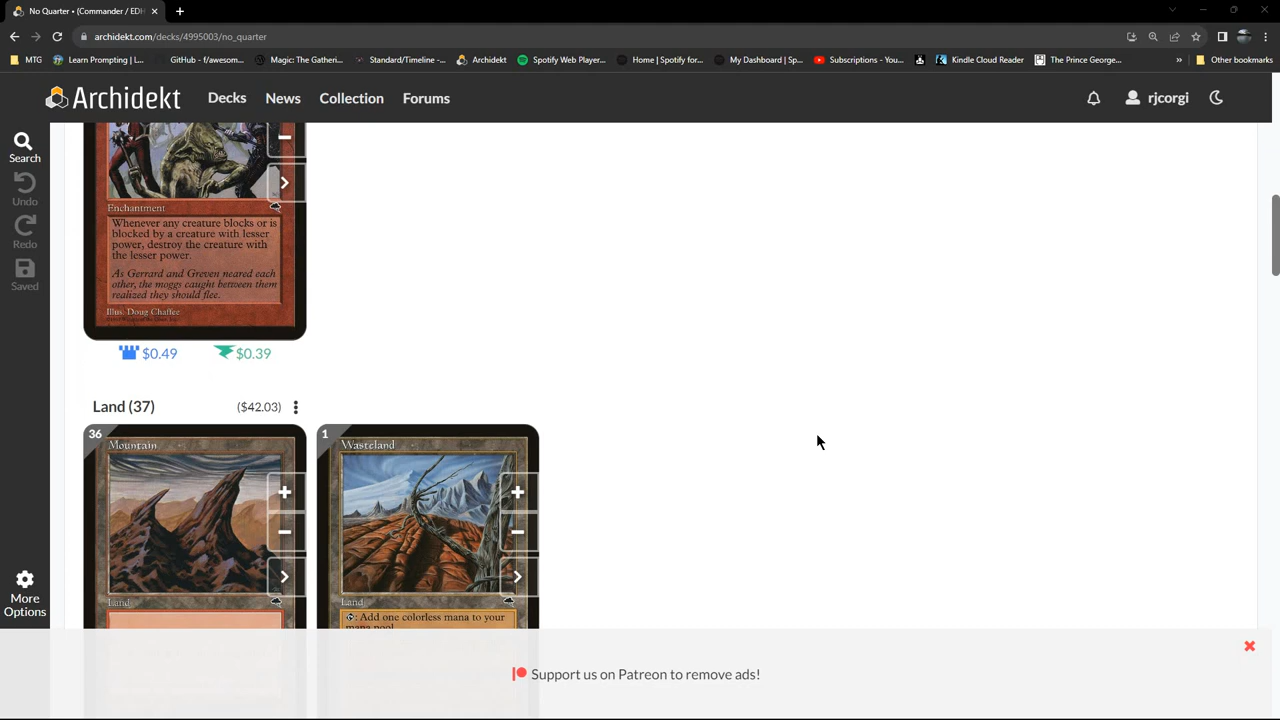 No Quarter • (Commander / EDH
archidekt.com/decks/4995003/no_quarter
MTG
Learn Prompting | L...
GitHub - f/awesom...
Magic: The Gatheri...
Standard/Timeline -...
Archidekt
Spotify Web Player...
Home | Spotify for...
My Dashboard | Sp...
Subscriptions - You...
Kindle Cloud Reader
The Prince George...
»
Other bookmarks
Archidekt
Decks
News
Collection
Forums
rjcorgi
Search
Undo
Redo
Saved
More
Options
Enchantment
Whenever any creature blocks or is
blocked by a creature with lesser
power, destroy the creature with
the lesser power.
As Gerrard and Greven neared each
other, the moggs caught between them
realized they should flee.
Illus. Doug Chaffee
$0.49
$0.39
Land (37)
($42.03)
36
Mountain
Land
1
Wasteland
Land
: Add one colorless mana to your
mana pool.
Support us on Patreon to remove ads!